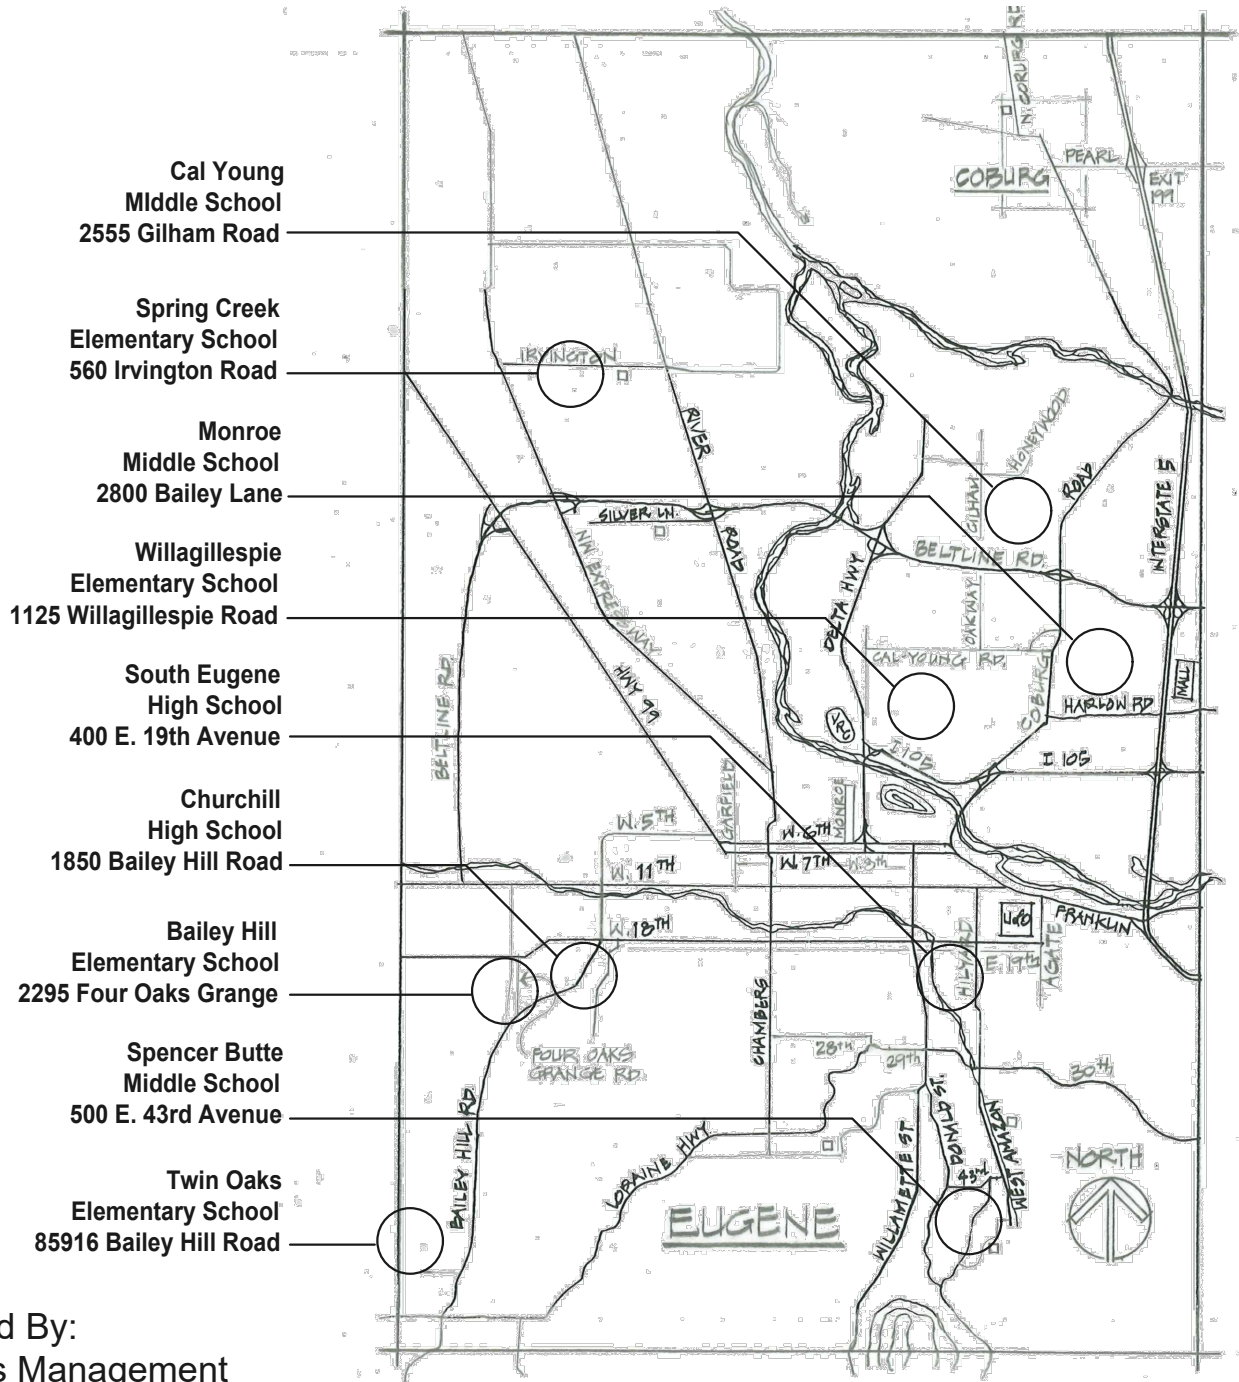 Cal Young
MIddle School
2555 Gilham Road
Spring Creek
Elementary School
560 Irvington Road
Monroe
Middle School
2800 Bailey Lane
Willagillespie
Elementary School
1125 Willagillespie Road
South Eugene
High School
400 E. 19th Avenue
Churchill
High School
1850 Bailey Hill Road
Bailey Hill
Elementary School
2295 Four Oaks Grange
Spencer Butte
Middle School
500 E. 43rd Avenue
Twin Oaks
Elementary School
85916 Bailey Hill Road
d By:
s Management
N. COBURG RD
PEARL
COBURG
EXIT
199
IRVINGTON
RIVER
ROAD
HONEYWOOD
GILHAM
ROAD
INTERSTATE 5
SILVER LN.
NW EXPRESSWAY
BELTLINE RD.
DELTA HWY
OAKWAY
CAL YOUNG RD.
COBURG
HARLOW RD
MALL
HWY 99
BELTLINE RD
VRC
I 105
I 105
GARFIELD
MONROE
W. 5TH
W. 6TH
W. 7TH
W. 8th
W. 11TH
W. 18TH
U of O
FRANKLIN
HILYARD
E 19th
AGATE
CHAMBERS
FOUR OAKS
GRANGE RD.
28th
29th
30th
BAILEY HILL RD.
LORAINE HWY
WILLAMETTE ST
DONALD ST.
WEST AMAZON
43rd
NORTH
EUGENE